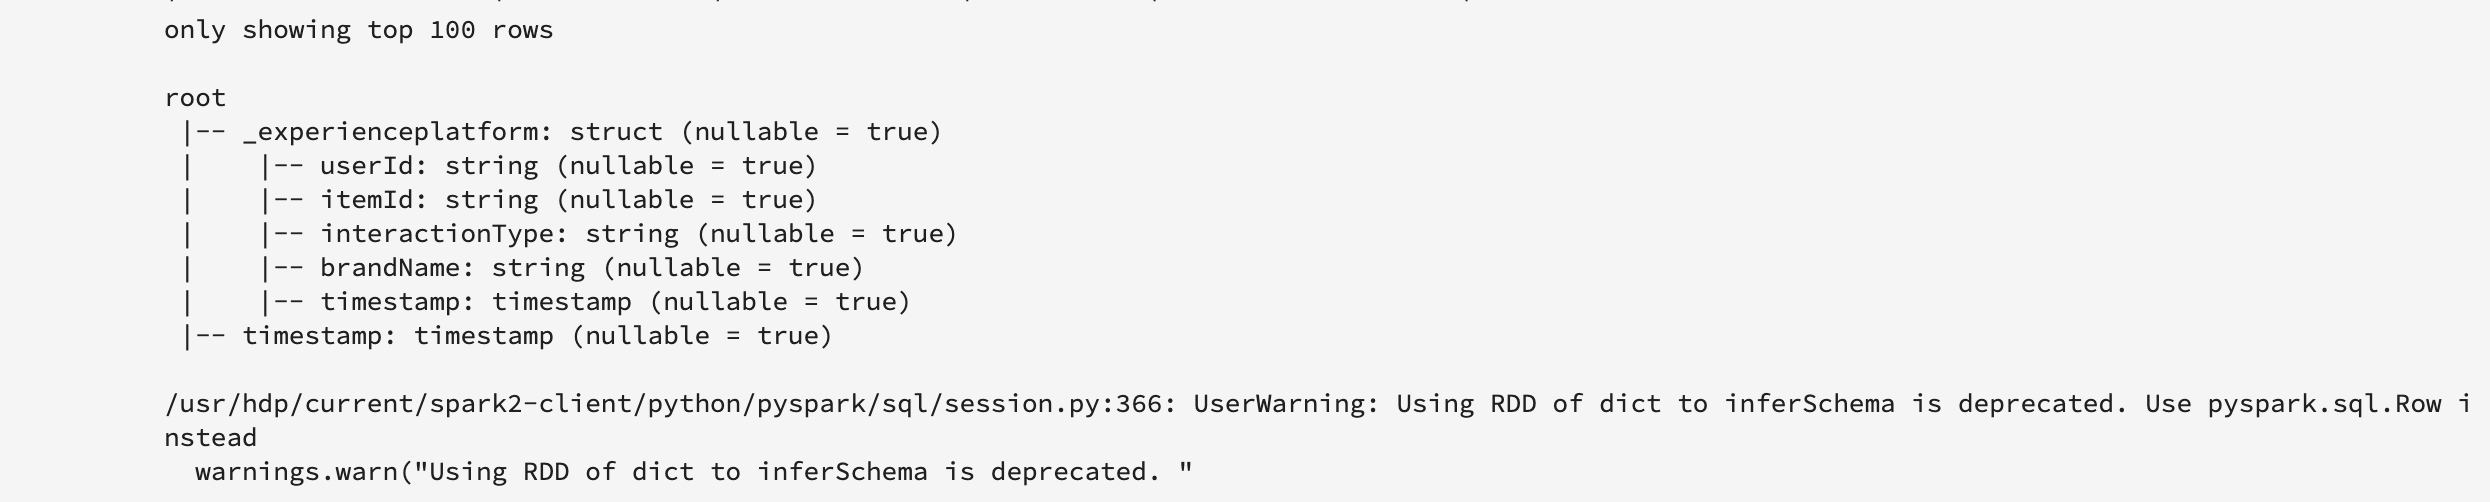 only showing top 100 rows
root
|-- _experienceplatform: struct (nullable = true)
|    |-- userId: string (nullable = true)
|    |-- itemId: string (nullable = true)
|    |-- interactionType: string (nullable = true)
|    |-- brandName: string (nullable = true)
|    |-- timestamp: timestamp (nullable = true)
|-- timestamp: timestamp (nullable = true)
/usr/hdp/current/spark2-client/python/pyspark/sql/session.py:366: UserWarning: Using RDD of dict to inferSchema is deprecated. Use pyspark.sql.Row i
nstead
warnings.warn("Using RDD of dict to inferSchema is deprecated. "